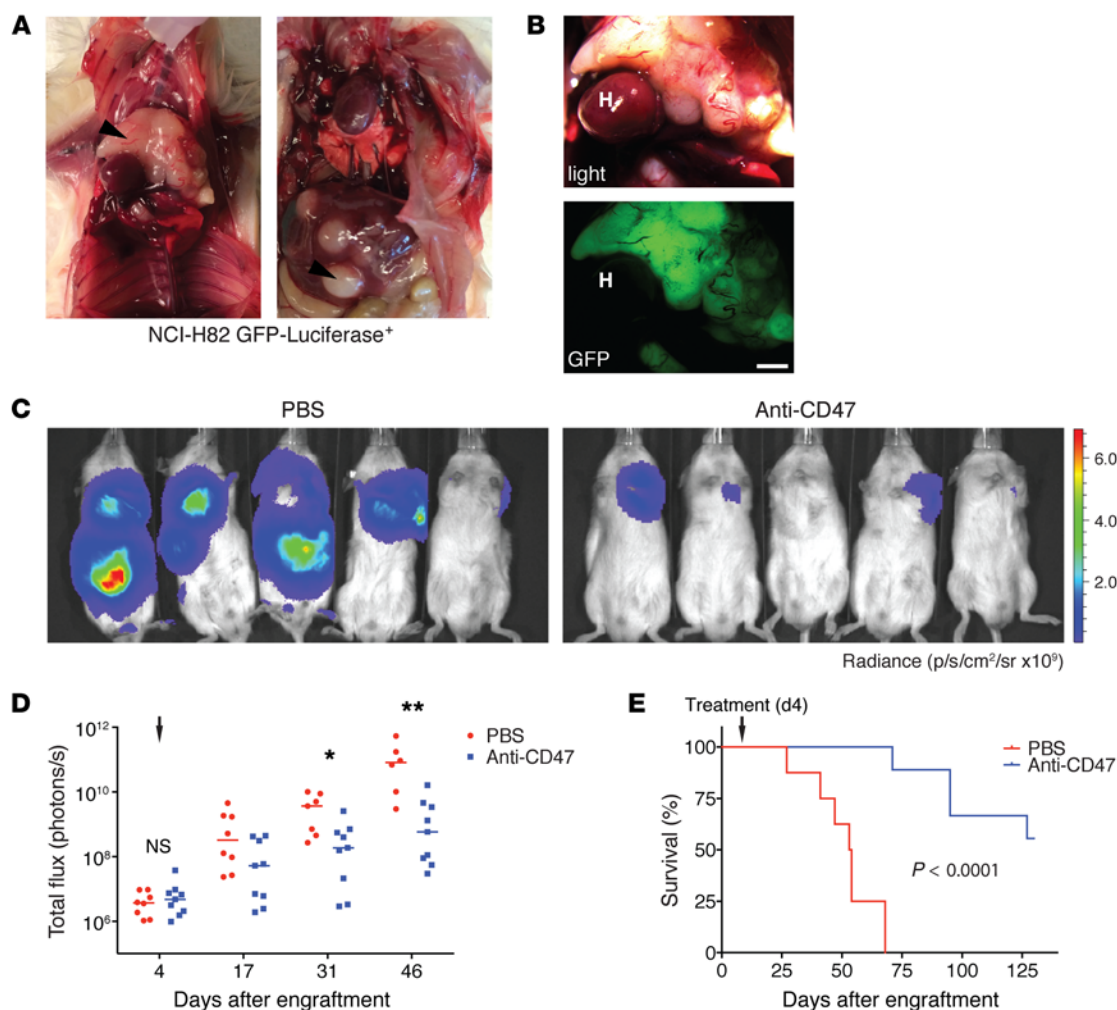 A
NCI-H82 GFP-Luciferase⁺
B
H
light
H
GFP
C
PBS
Anti-CD47
6.0
4.0
2.0
Radiance (p/s/cm²/sr x10⁹)
D
10¹²
10¹⁰
10⁸
10⁶
Total flux (photons/s)
NS
*
**
PBS
Anti-CD47
4 17 31 46
Days after engraftment
E
Treatment (d4)
100
75
50
25
0
Survival (%)
PBS
Anti-CD47
P < 0.0001
0 25 50 75 100 125
Days after engraftment